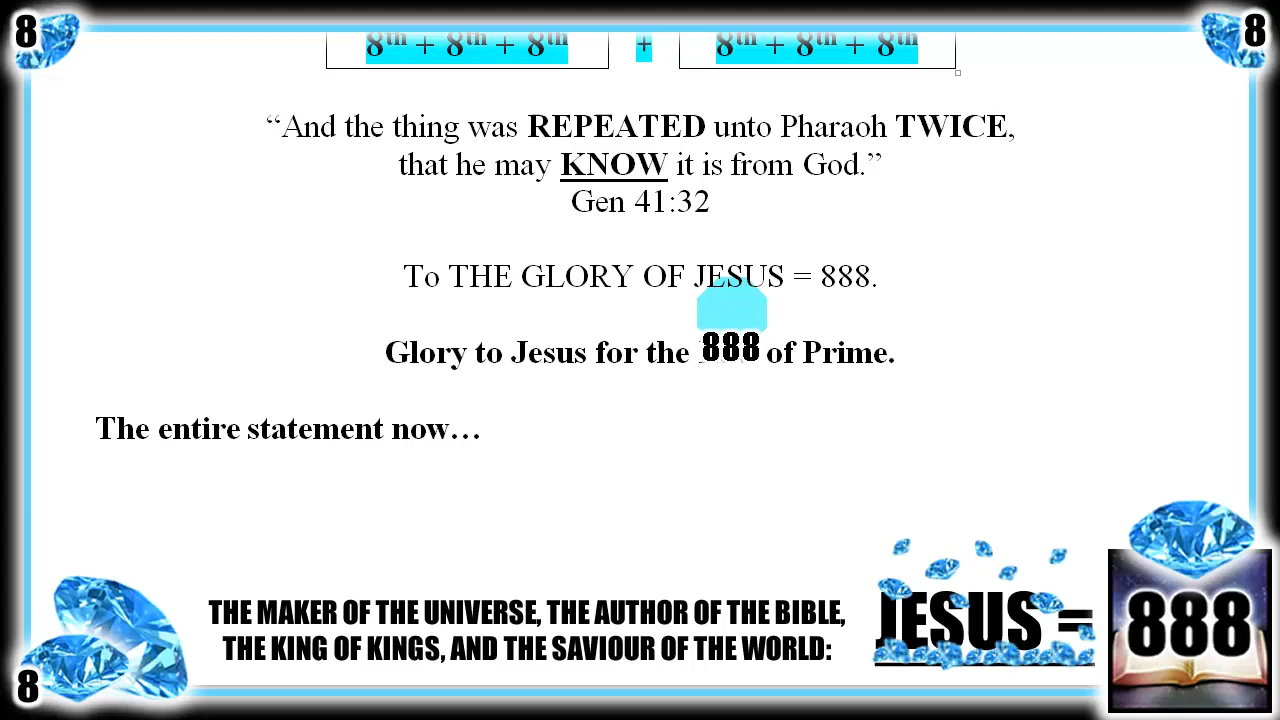 8 8
8th + 8th + 8th + 8th + 8th + 8th
“And the thing was REPEATED unto Pharaoh TWICE,
that he may KNOW it is from God.”
Gen 41:32
To THE GLORY OF JESUS = 888.
Glory to Jesus for the 888 of Prime.
The entire statement now…
THE MAKER OF THE UNIVERSE, THE AUTHOR OF THE BIBLE,
THE KING OF KINGS, AND THE SAVIOUR OF THE WORLD:
JESUS = 888
8